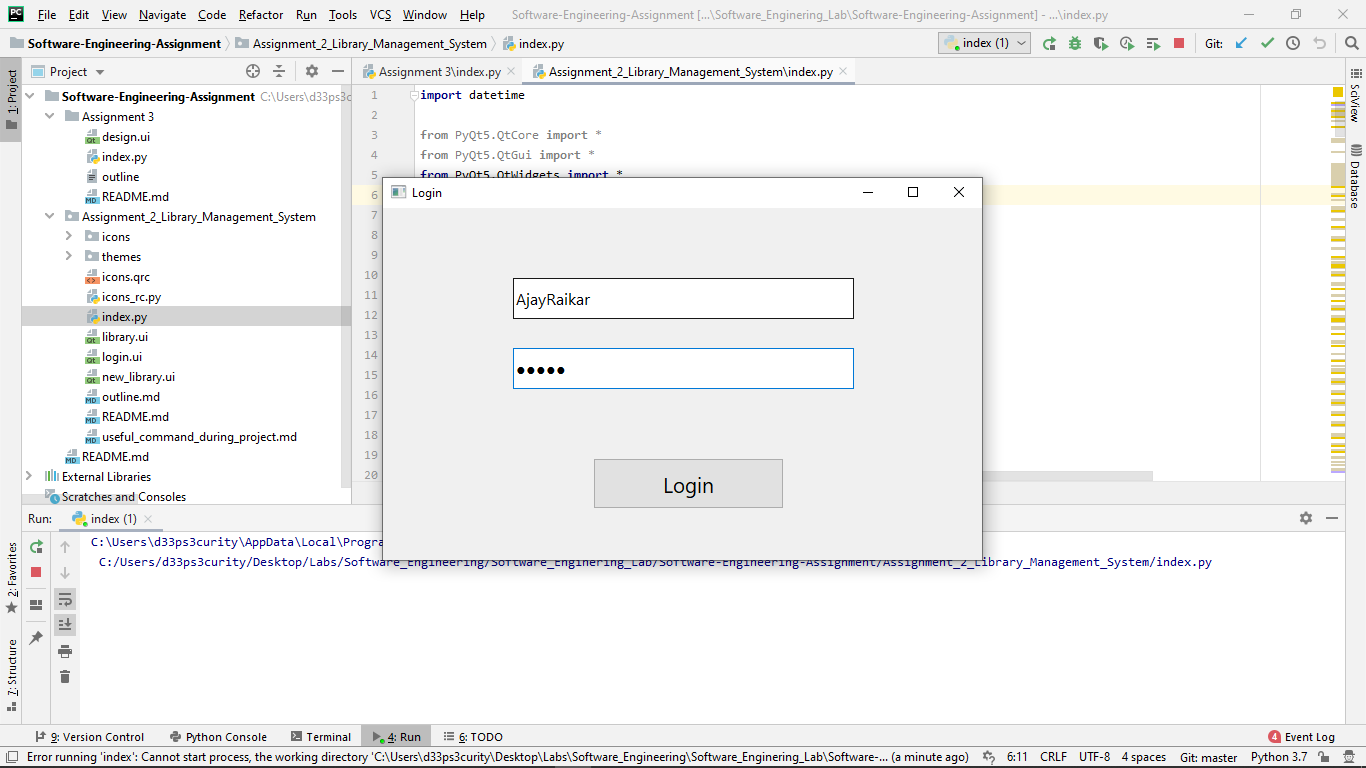 File Edit View Navigate Code Refactor Run Tools VCS Window Help Software-Engineering-Assignment [...\Software_Enginering_Lab\Software-Engineering-Assignment] - ...\index.py
Software-Engineering-Assignment Assignment_2_Library_Management_System index.py index (1) Git:
Project Assignment 3\index.py Assignment_2_Library_Management_System\index.py
1: Project
Software-Engineering-Assignment C:\Users\d33ps3c
Assignment 3
design.ui
index.py
outline
README.md
Assignment_2_Library_Management_System
icons
themes
icons.qrc
icons_rc.py
index.py
library.ui
login.ui
new_library.ui
outline.md
README.md
useful_command_during_project.md
README.md
External Libraries
Scratches and Consoles
1 import datetime
2
3 from PyQt5.QtCore import *
4 from PyQt5.QtGui import *
5 from PyQt5.QtWidgets import *
6
7
8
9
10
11
12
13
14
15
16
17
18
19
20
SciView
Database
Login
AjayRaikar
●●●●●
Login
Run: index (1)
C:\Users\d33ps3curity\AppData\Local\Progra
C:/Users/d33ps3curity/Desktop/Labs/Software_Engineering/Software_Enginering_Lab/Software-Engineering-Assignment/Assignment_2_Library_Management_System/index.py
2: Favorites
7: Structure
9: Version Control Python Console Terminal 4: Run 6: TODO 4 Event Log
Error running 'index': Cannot start process, the working directory 'C:\Users\d33ps3curity\Desktop\Labs\Software_Engineering\Software_Enginering_Lab\Software-... (a minute ago) 6:11 CRLF UTF-8 4 spaces Git: master Python 3.7